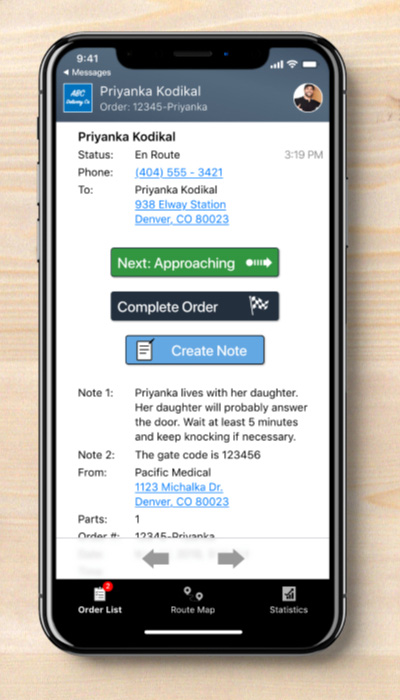 9:41
◀ Messages
ABC
Delivery Co
Priyanka Kodikal
Order: 12345-Priyanka
Priyanka Kodikal
Status: En Route 3:19 PM
Phone: (404) 555 - 3421
To: Priyanka Kodikal
938 Elway Station
Denver, CO 80023
Next: Approaching
Complete Order
Create Note
Note 1: Priyanka lives with her daughter.
Her daughter will probably answer
the door. Wait at least 5 minutes
and keep knocking if necessary.
Note 2: The gate code is 123456
From: Pacific Medical
1123 Michalka Dr.
Denver, CO 80023
Parts: 1
Order #: 12345-Priyanka
2
Order List Route Map Statistics